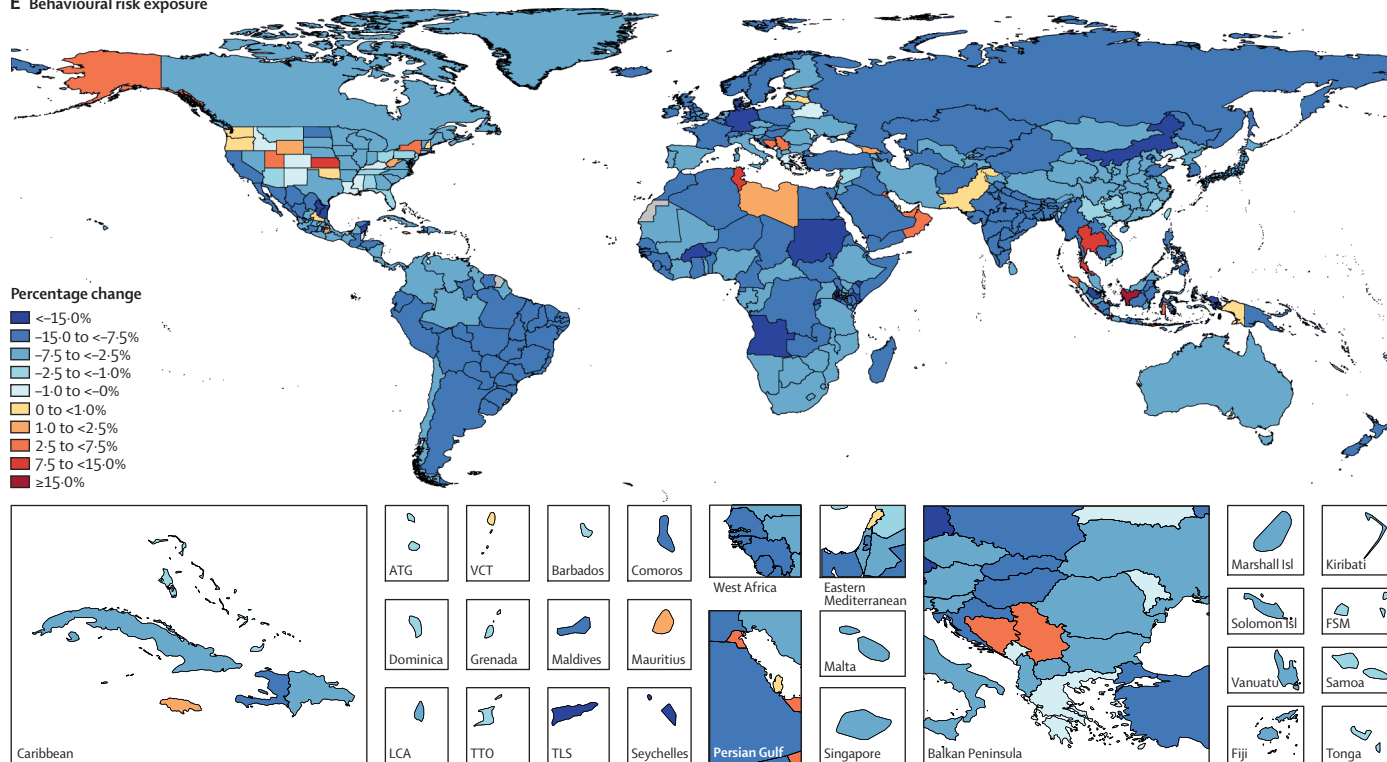 E Behavioural risk exposure
Percentage change
<–15·0%
–15·0 to <–7·5%
–7·5 to <–2·5%
–2·5 to <–1·0%
–1·0 to <–0%
0 to <1·0%
1·0 to <2·5%
2·5 to <7·5%
7·5 to <15·0%
≥15·0%
Caribbean
ATG
VCT
Barbados
Comoros
Dominica
Grenada
Maldives
Mauritius
LCA
TTO
TLS
Seychelles
West Africa
Eastern
Mediterranean
Persian Gulf
Malta
Singapore
Balkan Peninsula
Marshall Isl
Kiribati
Solomon Isl
FSM
Vanuatu
Samoa
Fiji
Tonga